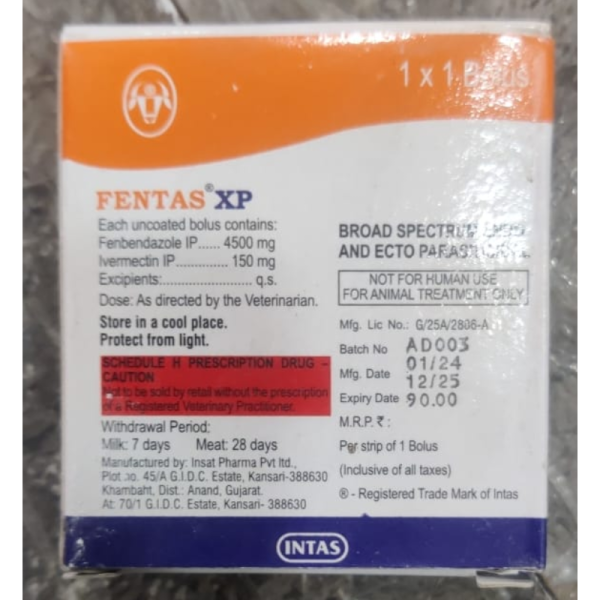 1 x 1 Bolus
FENTAS® XP
Each uncoated bolus contains:
Fenbendazole IP...... 4500 mg
Ivermectin IP.............. 150 mg
Excipients:....................... q.s.
Dose: As directed by the Veterinarian.
Store in a cool place.
Protect from light.
SCHEDULE H PRESCRIPTION DRUG –
CAUTION
Not to be sold by retail without the prescription
of a Registered Veterinary Practitioner.
Withdrawal Period:
Milk: 7 days Meat: 28 days
Manufactured by: Insat Pharma Pvt ltd.,
Plot no. 45/A G.I.D.C. Estate, Kansari-388630
Khambaht, Dist.: Anand, Gujarat.
At: 70/1 G.I.D.C. Estate, Kansari- 388630
BROAD SPECTRUM ENDO
AND ECTO
NOT FOR HUMAN USE
FOR ANIMAL TREATMENT ONLY
Mfg. Lic No.: G/25A/2806-A
Batch No AD003
Mfg. Date 01/24
Expiry Date 12/25
M.R.P. ₹ : 90.00
Per strip of 1 Bolus
(Inclusive of all taxes)
® - Registered Trade Mark of Intas
INTAS